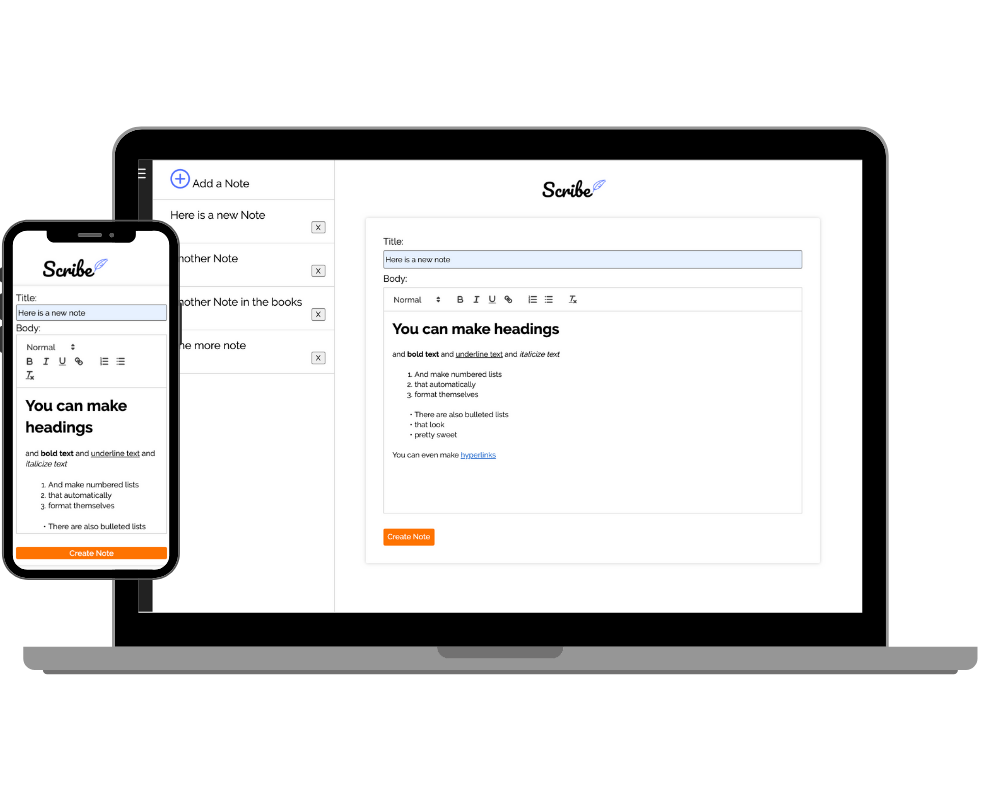 Add a Note
Here is a new Note
X
nother Note
X
nother Note in the books
X
ne more note
X
Scribe
Title:
Here is a new note
Body:
Normal B I U
You can make headings
and bold text and underline text and italicize text
1. And make numbered lists
2. that automatically
3. format themselves
• There are also bulleted lists
• that look
• pretty sweet
You can even make hyperlinks
Create Note
Scribe
Title:
Here is a new note
Body:
Normal
B I U
You can make
headings
and bold text and underline text and
italicize text
1. And make numbered lists
2. that automatically
3. format themselves
• There are also bulleted lists
Create Note